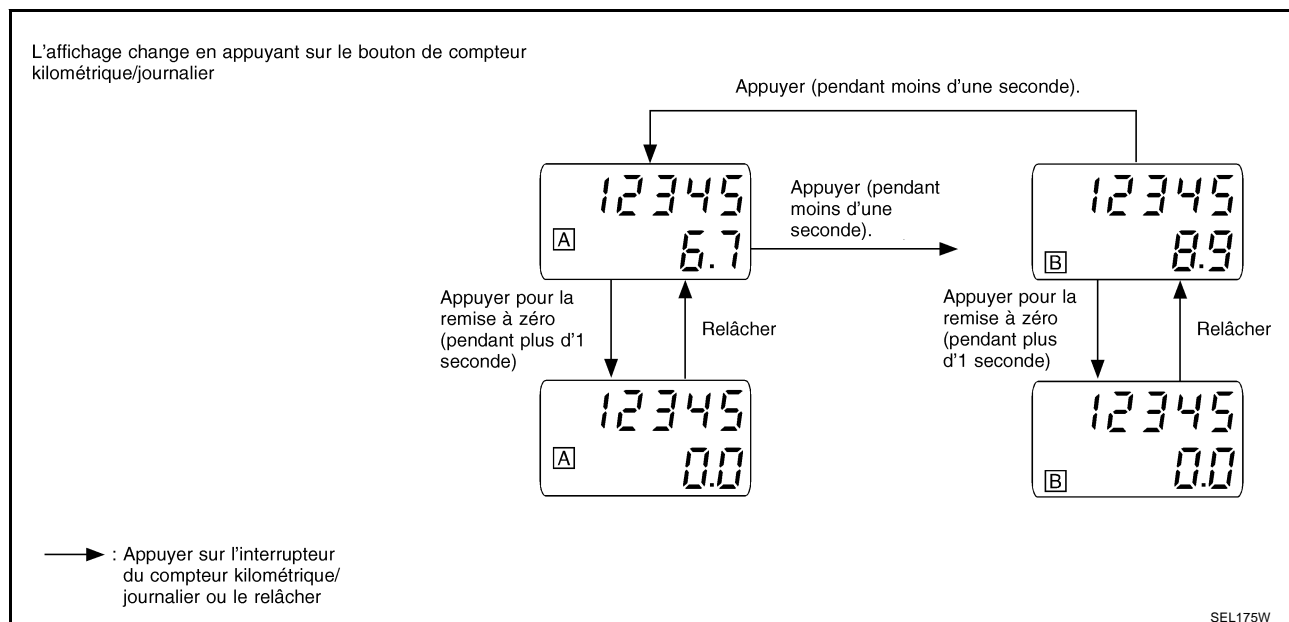 L'affichage change en appuyant sur le bouton de compteur
kilométrique/journalier
Appuyer (pendant moins d'une seconde).
12345
A
6.7
Appuyer (pendant
moins d'une
seconde).
12345
B
8.9
Appuyer pour la
remise à zéro
(pendant plus d'1
seconde)
Relâcher
Appuyer pour la
remise à zéro
(pendant plus
d'1 seconde)
Relâcher
12345
A
0.0
12345
B
0.0
: Appuyer sur l'interrupteur
du compteur kilométrique/
journalier ou le relâcher
SEL175W